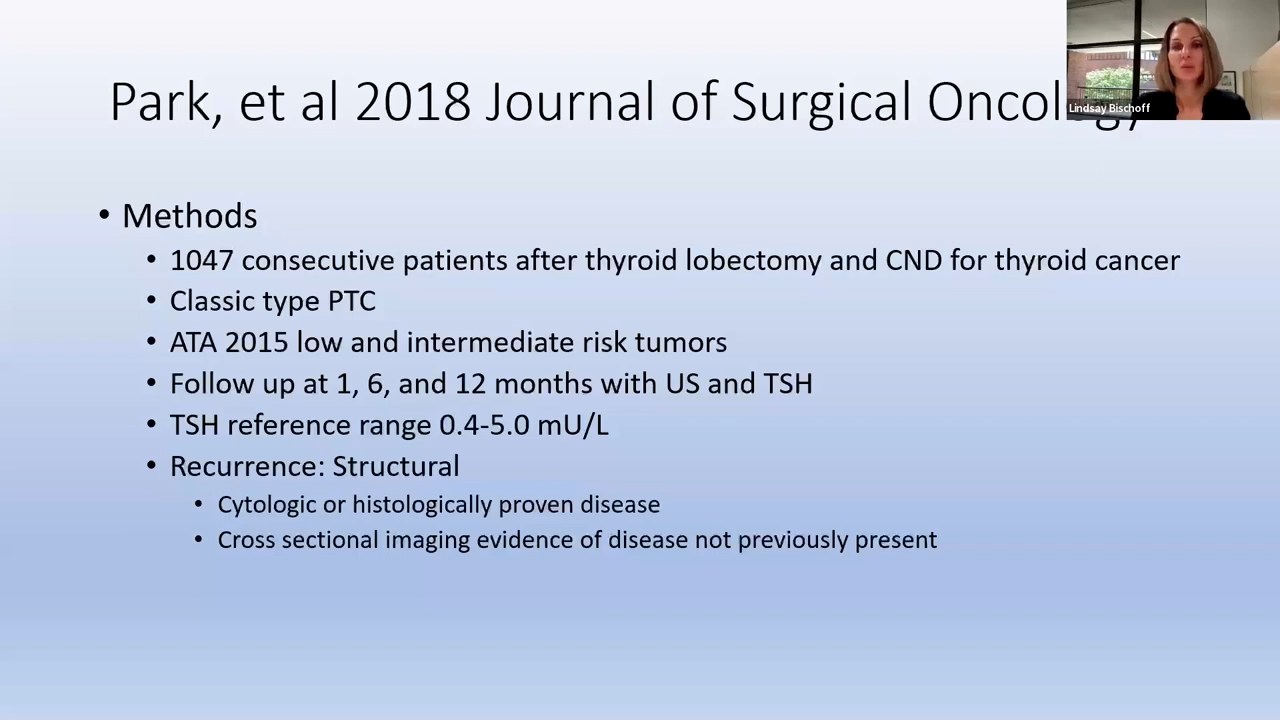 Park, et al 2018 Journal of Surgical Oncology
Lindsay Bischoff
• Methods
• 1047 consecutive patients after thyroid lobectomy and CND for thyroid cancer
• Classic type PTC
• ATA 2015 low and intermediate risk tumors
• Follow up at 1, 6, and 12 months with US and TSH
• TSH reference range 0.4-5.0 mU/L
• Recurrence: Structural
• Cytologic or histologically proven disease
• Cross sectional imaging evidence of disease not previously present